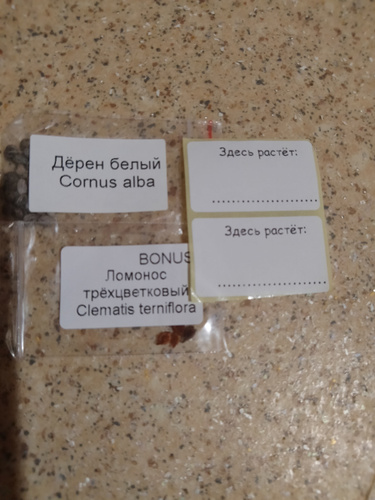 Дёрен белый
Cornus alba
Здесь растёт:
BONUS
Ломонос
трёхцветковый
Clematis terniflora
Здесь растёт: